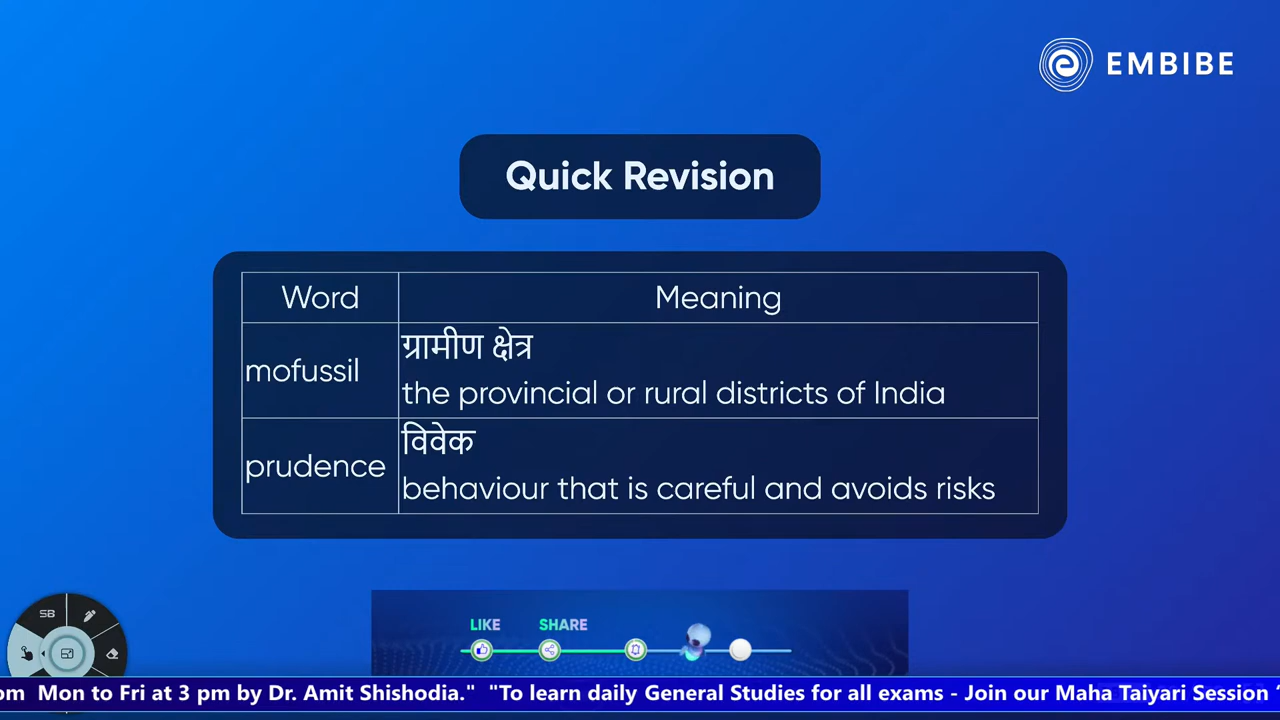 EMBIBE
Quick Revision
Word Meaning
mofussil
ग्रामीण क्षेत्र
the provincial or rural districts of India
prudence
विवेक
behaviour that is careful and avoids risks
SB
LIKE SHARE
om Mon to Fri at 3 pm by Dr. Amit Shishodia." "To learn daily General Studies for all exams - Join our Maha Taiyari Session